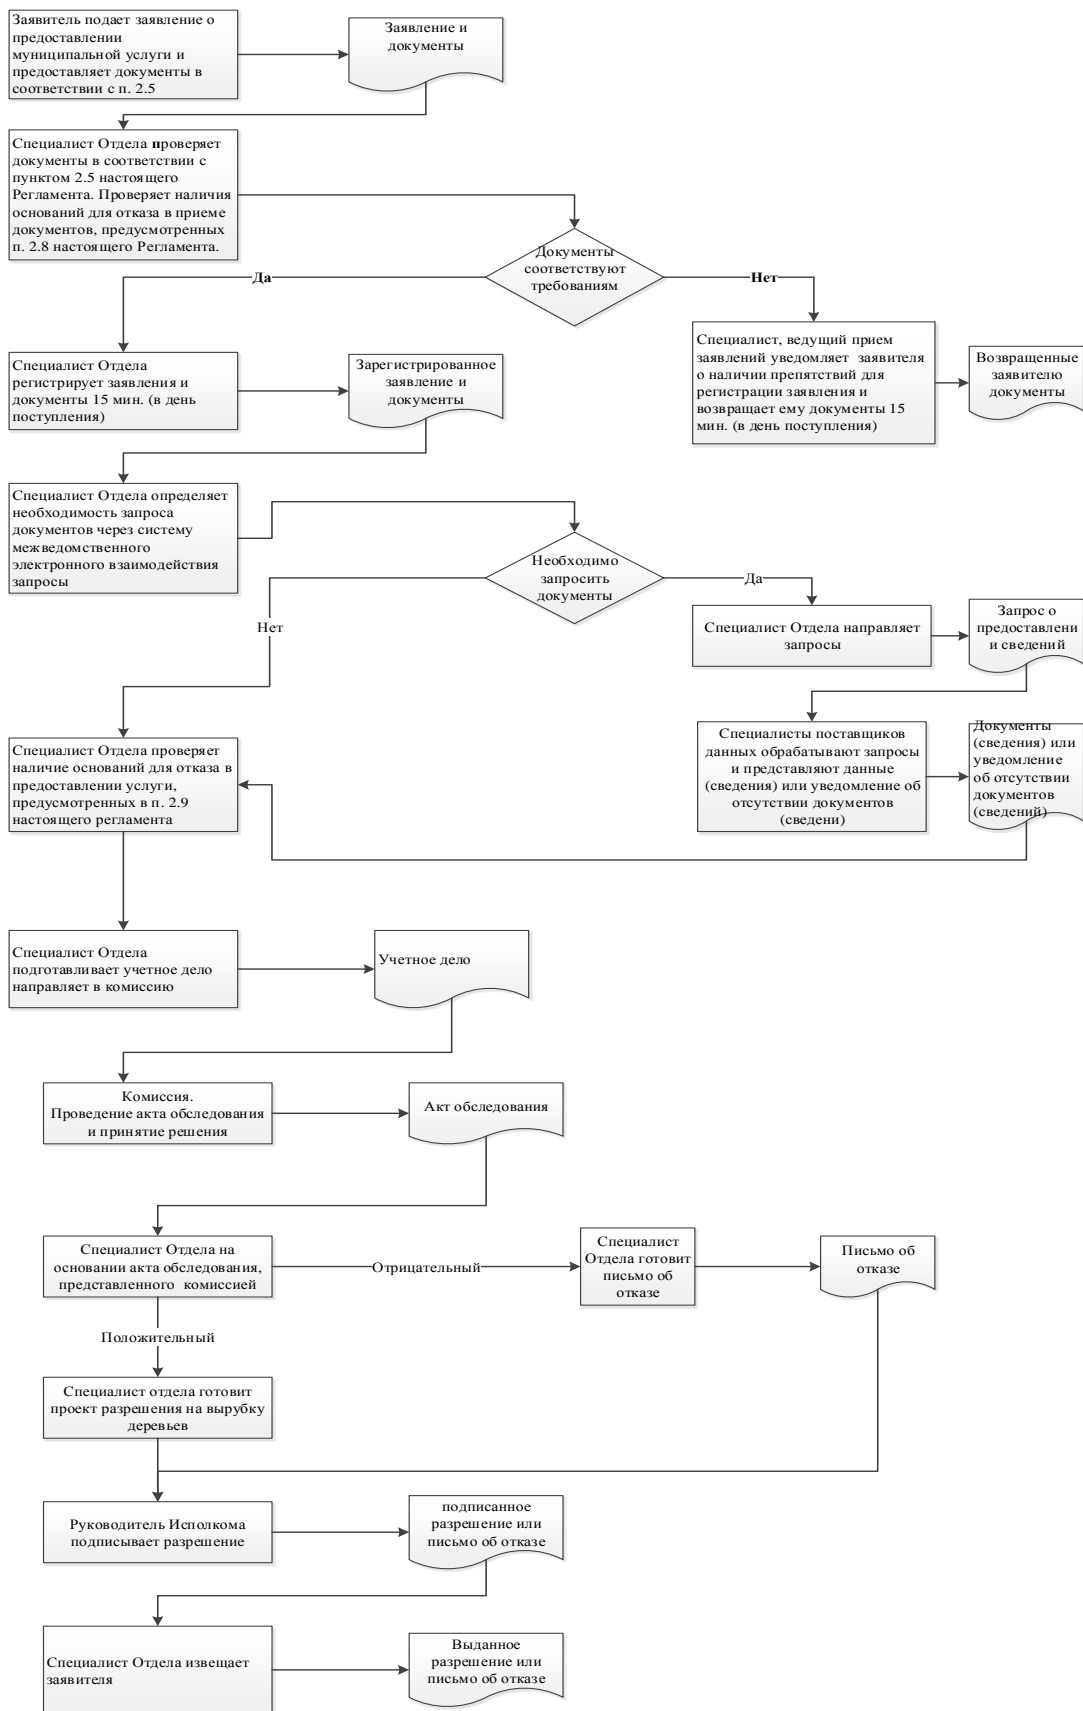 Заявитель подает заявление о
предоставлении
муниципальной услуги и
предоставляет документы в
соответствии с п. 2.5
Заявление и
документы
Специалист Отдела проверяет
документы в соответствии с
пунктом 2.5 настоящего
Регламента. Проверяет наличия
оснований для отказа в приеме
документов, предусмотренных
п. 2.8 настоящего Регламента.
Документы
соответствуют
требованиям
Да
Нет
Специалист Отдела
регистрирует заявления и
документы 15 мин. (в день
поступления)
Зарегистрированное
заявление и
документы
Специалист, ведущий прием
заявлений уведомляет заявителя
о наличии препятствий для
регистрации заявления и
возвращает ему документы 15
мин. (в день поступления)
Возвращенные
заявителю
документы
Специалист Отдела определяет
необходимость запроса
документов через систему
межведомственного
электронного взаимодействия
запросы
Необходимо
запросить
документы
Да
Нет
Специалист Отдела направляет
запросы
Запрос о
предоставлени
и сведений
Специалисты поставщиков
данных обрабатывают запросы
и представляют данные
(сведения) или уведомление об
отсутствии документов
(сведени)
Документы
(сведения) или
уведомление
об отсутствии
документов
(сведений)
Специалист Отдела проверяет
наличие оснований для отказа в
предоставлении услуги,
предусмотренных в п. 2.9
настоящего регламента
Специалист Отдела
подготавливает учетное дело
направляет в комиссию
Учетное дело
Комиссия.
Проведение акта обследования
и принятие решения
Акт обследования
Специалист Отдела на
основании акта обследования,
представленного комиссией
Отрицательный
Специалист
Отдела готовит
письмо об
отказе
Письмо об
отказе
Положительный
Специалист отдела готовит
проект разрешения на вырубку
деревьев
Руководитель Исполкома
подписывает разрешение
подписанное
разрешение или
письмо об отказе
Специалист Отдела извещает
заявителя
Выданное
разрешение или
письмо об отказе